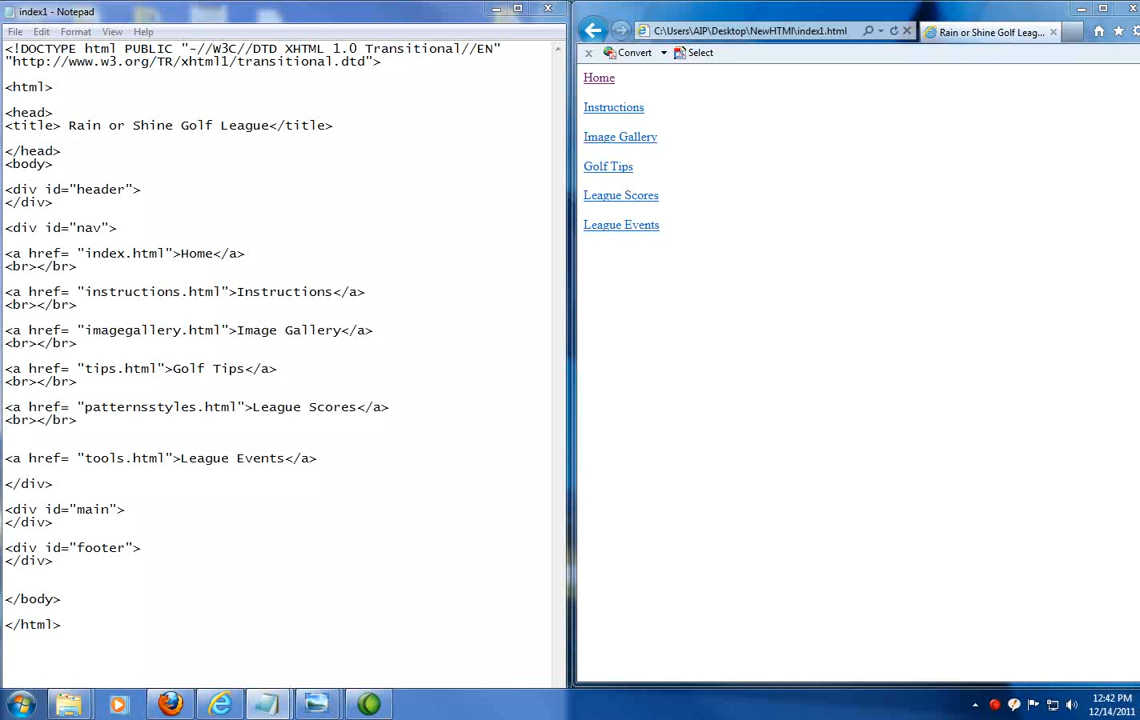 index1 - Notepad
File Edit Format View Help
<!DOCTYPE html PUBLIC "-//W3C//DTD XHTML 1.0 Transitional//EN"
"http://www.w3.org/TR/xhtml1/transitional.dtd">
<html>
<head>
<title> Rain or Shine Golf League</title>
</head>
<body>
<div id="header">
</div>
<div id="nav">
<a href= "index.html">Home</a>
<br></br>
<a href= "instructions.html">Instructions</a>
<br></br>
<a href= "imagegallery.html">Image Gallery</a>
<br></br>
<a href= "tips.html">Golf Tips</a>
<br></br>
<a href= "patternsstyles.html">League Scores</a>
<br></br>
<a href= "tools.html">League Events</a>
</div>
<div id="main">
</div>
<div id="footer">
</div>
</body>
</html>
C:\Users\AIP\Desktop\NewHTMl\index1.html
Rain or Shine Golf Leag...
x Convert Select
Home
Instructions
Image Gallery
Golf Tips
League Scores
League Events
12:42 PM
12/14/2011